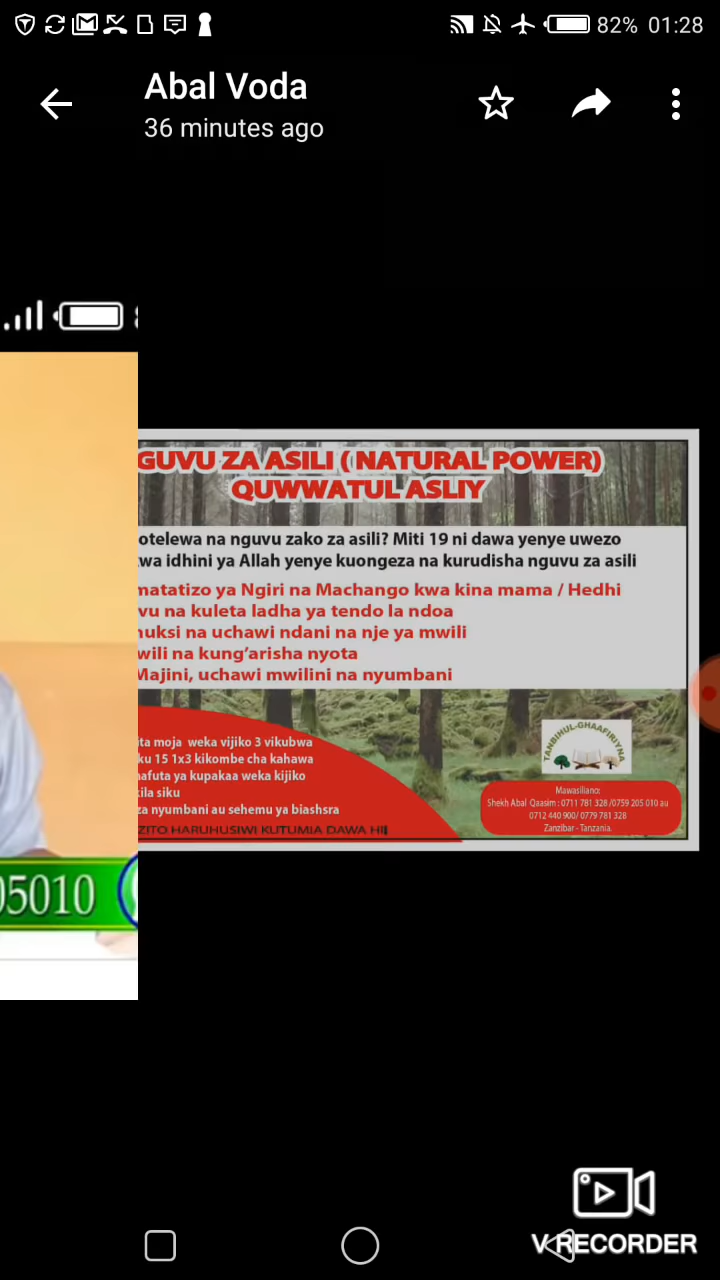 82% 01:28
Abal Voda
36 minutes ago
GUVU ZA ASILI ( NATURAL POWER)
QUWWATUL ASLIY
otelewa na nguvu zako za asili? Miti 19 ni dawa yenye uwezo
wa idhini ya Allah yenye kuongeza na kurudisha nguvu za asili
matatizo ya Ngiri na Machango kwa kina mama / Hedhi
vu na kuleta ladha ya tendo la ndoa
nuksi na uchawi ndani na nje ya mwili
wili na kung'arisha nyota
Majini, uchawi mwilini na nyumbani
ita moja weka vijiko 3 vikubwa
ku 15 1x3 kikombe cha kahawa
nafuta ya kupakaa weka kijiko
kila siku
za nyumbani au sehemu ya biashsra
ZITO HARUHUSIWI KUTUMIA DAWA HII
TANBIHUL-GHAAFIRIYNA
Mawasiliano:
Shekh Abal Qaasim : 0711 781 328 /0759 205 010 au
0712 440 900/ 0779 781 328
Zanzibar - Tanzania.
05010
V RECORDER